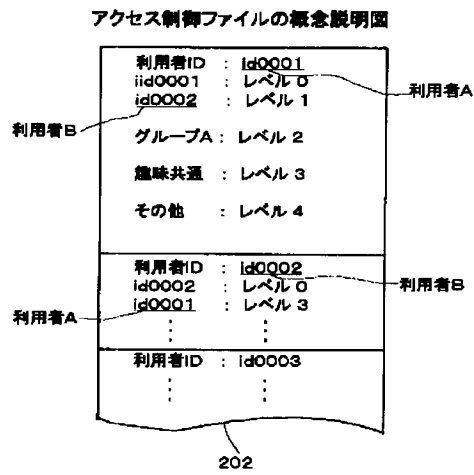 アクセス制御ファイルの概念説明図
利用者ID : id0001
iid0001 : レベル 0
利用者A
id0002 : レベル 1
利用者B
グループA : レベル 2
趣味共通 : レベル 3
その他 : レベル 4
利用者ID : id0002
id0002 : レベル 0
利用者B
id0001 : レベル 3
利用者A
利用者ID : id0003
202